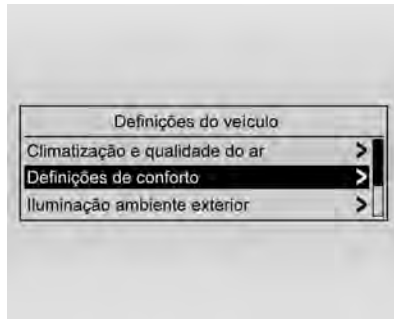 Definições do veículo
Climatização e qualidade do ar >
Definições de conforto >
Iluminação ambiente exterior >